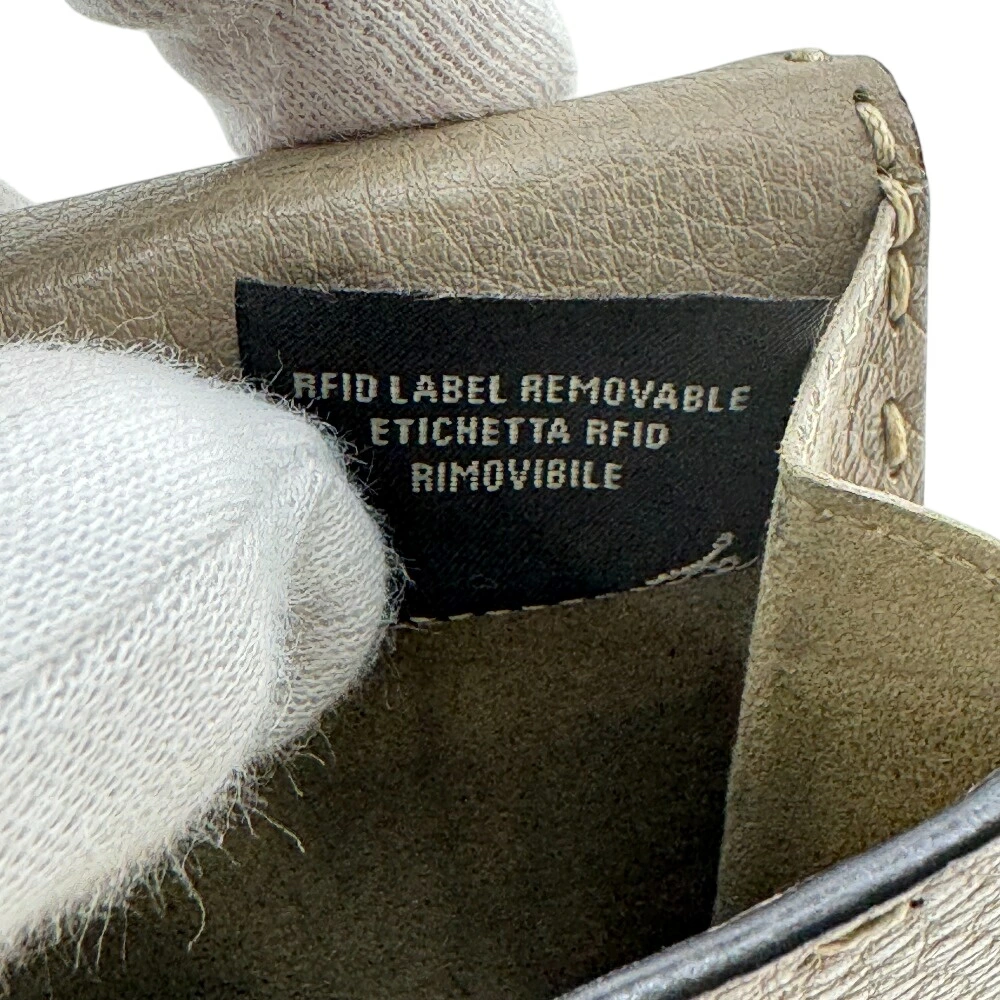 RFID LABEL REMOVABLE
ETICHETTA RFID
RIMOVIBILE